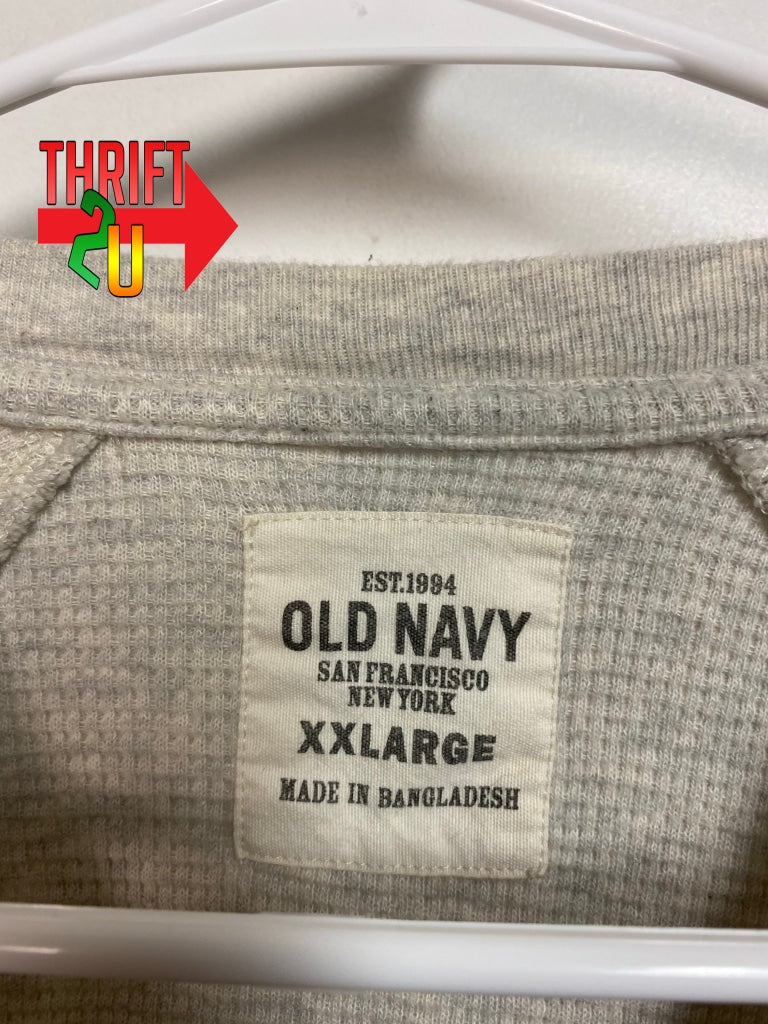 THRIFT
2U
EST.1994
OLD NAVY
SAN FRANCISCO
NEW YORK
XXLARGE
MADE IN BANGLADESH